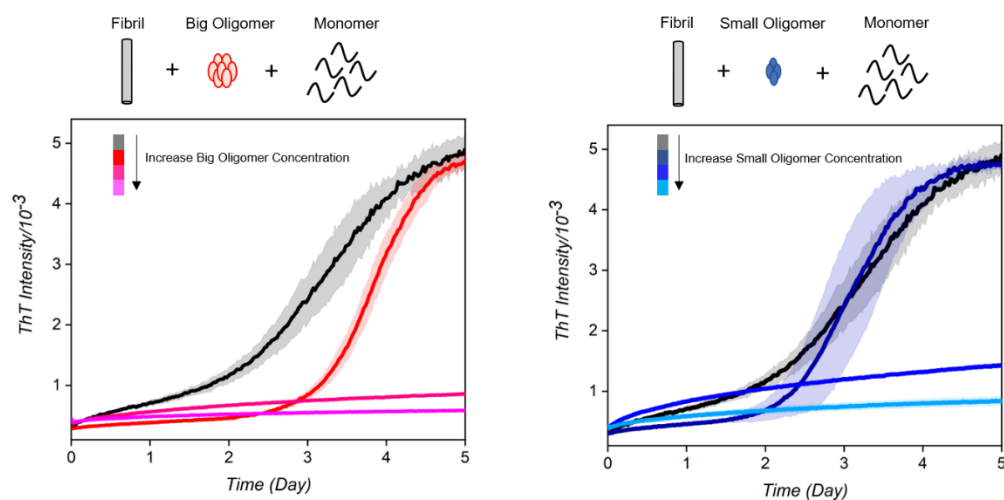 Fibril Big Oligomer Monomer
+ +
Increase Big Oligomer Concentration
5
4
3
2
1
ThT Intensity/10-3
0 1 2 3 4 5
Time (Day)
Fibril Small Oligomer Monomer
+ +
Increase Small Oligomer Concentration
5
4
3
2
1
ThT Intensity/10-3
0 1 2 3 4 5
Time (Day)